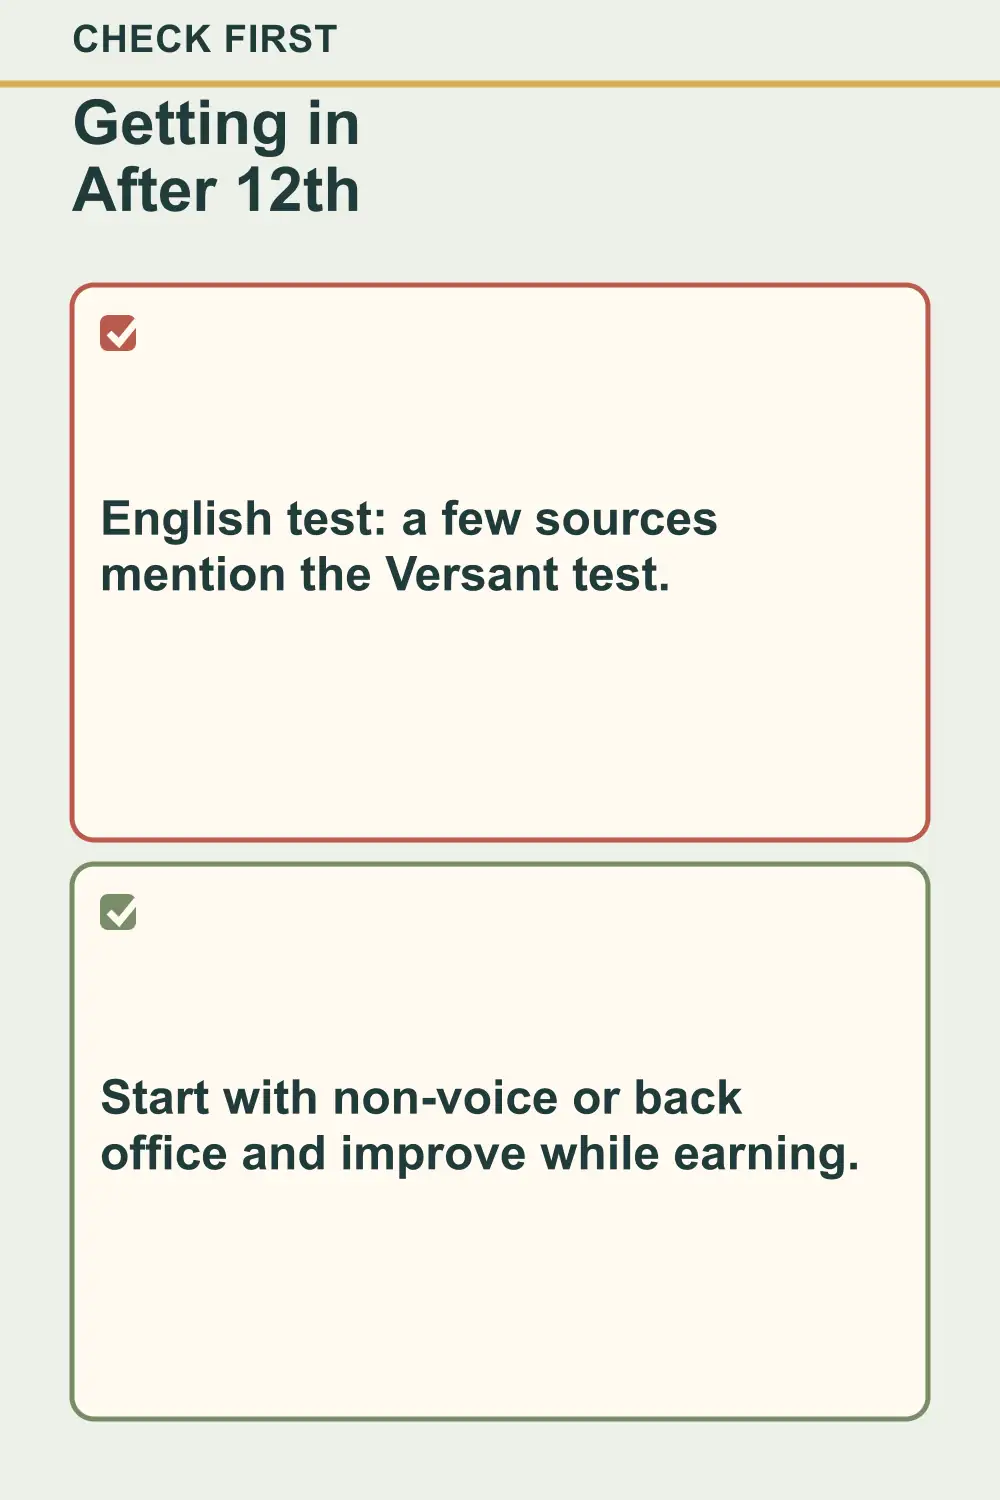 CHECK FIRST
Getting in
After 12th
English test: a few sources
mention the Versant test.
Start with non-voice or back
office and improve while earning.